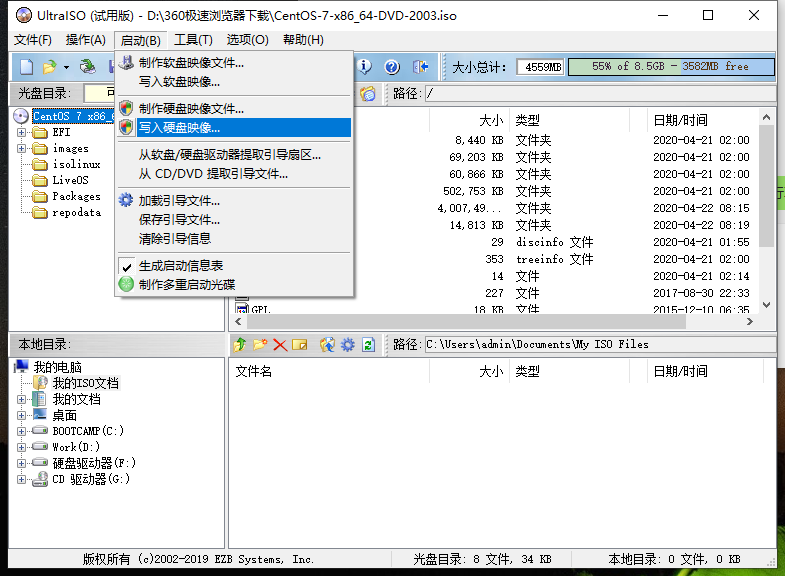 UltraISO (试用版) - D:\360极速浏览器下载\CentOS-7-x86_64-DVD-2003.iso
文件(F) 操作(A) 启动(B) 工具(T) 选项(O) 帮助(H)
大小总计: 4559MB 55% of 8.5GB - 3582MB free
光盘目录: 可
路径: /
制作软盘映像文件...
写入软盘映像...
制作硬盘映像文件...
写入硬盘映像...
从软盘/硬盘驱动器提取引导扇区...
从 CD/DVD 提取引导文件...
加载引导文件...
保存引导文件...
清除引导信息
生成启动信息表
制作多重启动光碟
CentOS 7 x86_6
EFI
images
isolinux
LiveOS
Packages
repodata
大小 类型 日期/时间
8,440 KB 文件夹 2020-04-21 02:00
69,203 KB 文件夹 2020-04-21 02:00
60,866 KB 文件夹 2020-04-21 02:00
502,753 KB 文件夹 2020-04-21 02:00
4,007,49... 文件夹 2020-04-22 08:15
14,813 KB 文件夹 2020-04-22 08:19
29 discinfo 文件 2020-04-21 01:55
353 treeinfo 文件 2020-04-21 02:00
14 文件 2020-04-21 02:14
227 文件 2017-08-30 22:33
GPL 18 KB 文件 2015-12-10 06:35
本地目录:
路径: C:\Users\admin\Documents\My ISO Files
我的电脑
我的ISO文档
我的文档
桌面
BOOTCAMP(C:)
Work(D:)
硬盘驱动器(F:)
CD 驱动器(G:)
文件名 大小 类型 日期/时间
版权所有 (c)2002-2019 EZB Systems, Inc. 光盘目录: 8 文件, 34 KB 本地目录: 0 文件, 0 KB